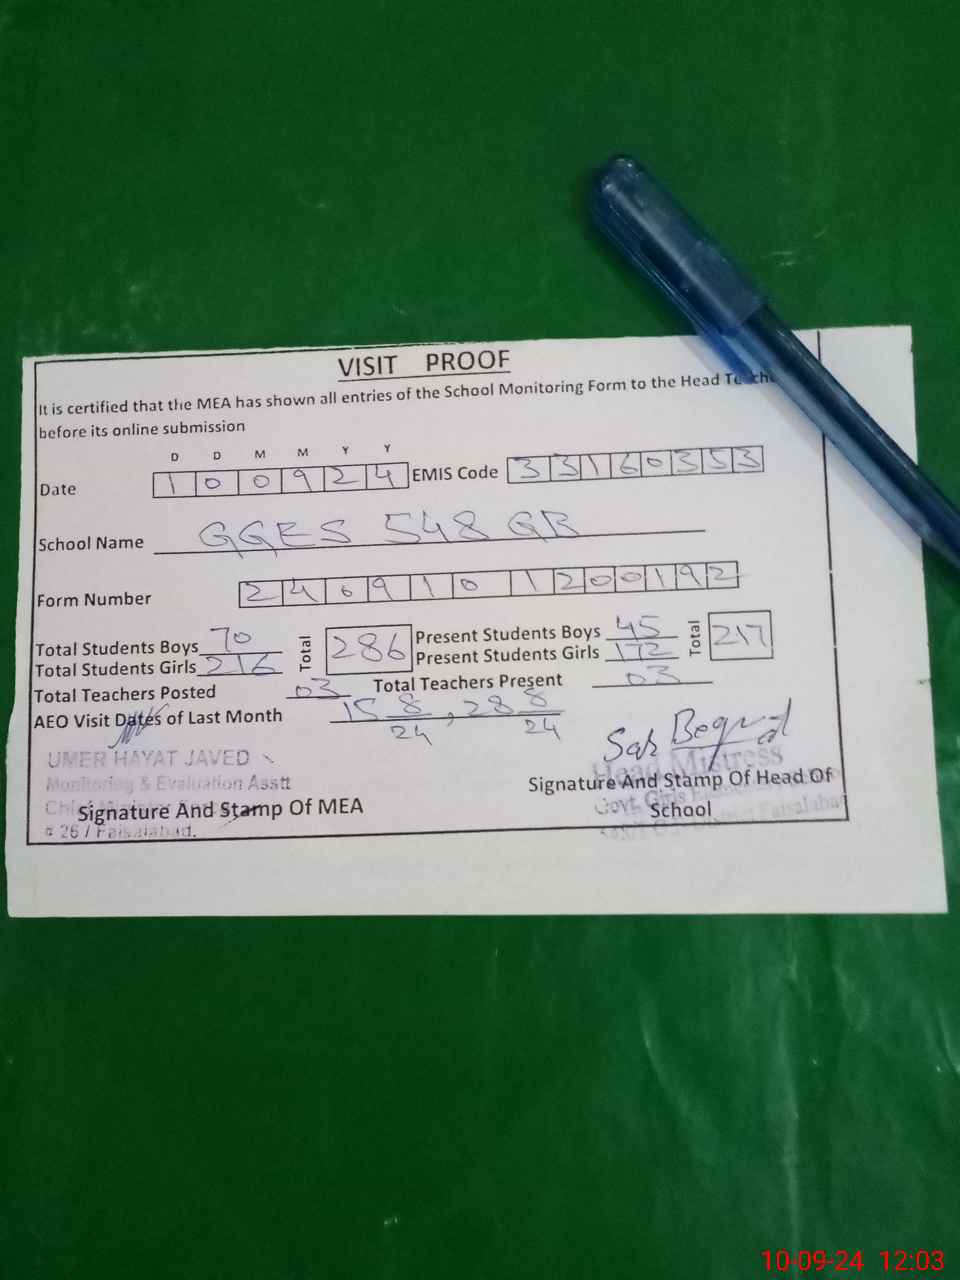 VISIT PROOF
It is certified that the MEA has shown all entries of the School Monitoring Form to the Head
before its online submission
D D M M Y Y
Date 1 0 0 9 2 4 EMIS Code 3 3 1 6 0 3 5 3
School Name GGES 548 GB
Form Number 2 4 0 9 1 0 1 2 0 0 1 9 2
Total Students Boys 70 Total 286 Present Students Boys 45 Total 217
Total Students Girls 216 Present Students Girls 172
Total Teachers Posted 03 Total Teachers Present 03
AEO Visit Dates of Last Month 15 8/24, 28 8/24
UMER HAYAT JAVED
Monitoring & Evaluation Asstt
Head Mistress
Signature And Stamp Of MEA
Signature And Stamp Of Head Of
School
Govt. Girls
Faisalabad.
10-09-24 12:03